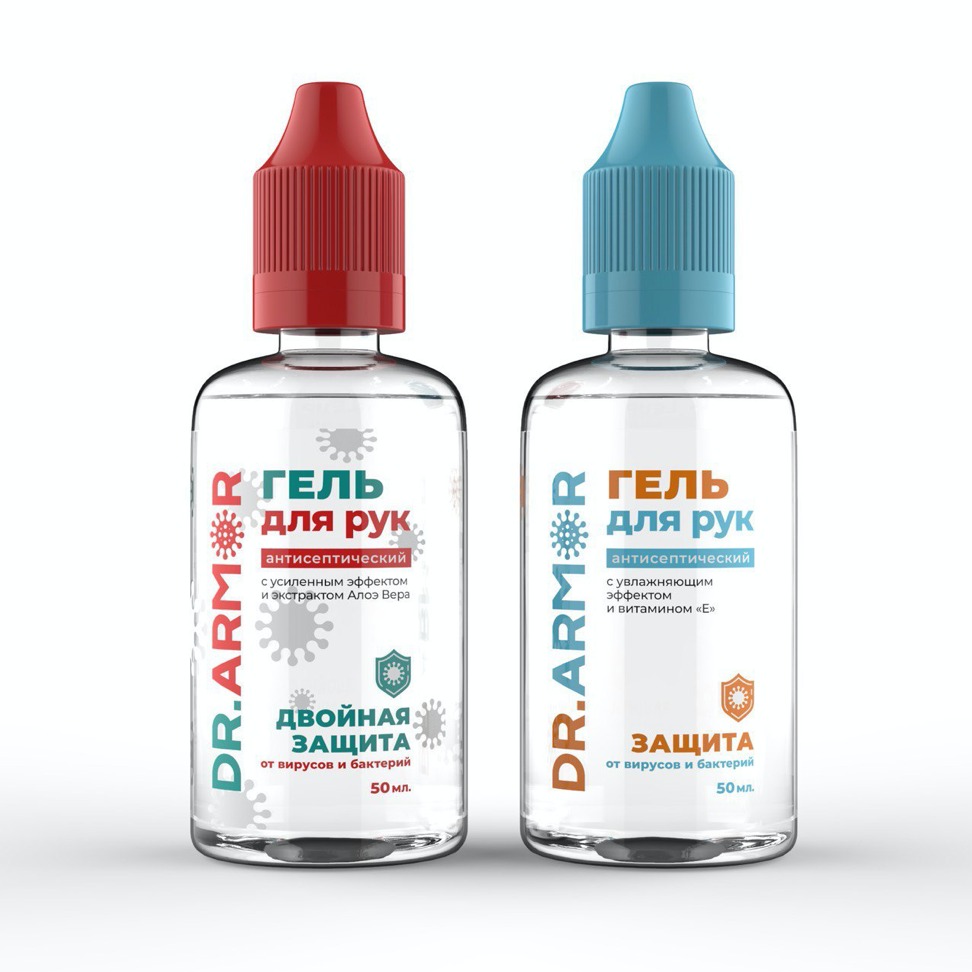 DR.ARMOR
ГЕЛЬ
для рук
антисептический
с усиленным эффектом
и экстрактом Алоэ Вера
ДВОЙНАЯ
ЗАЩИТА
от вирусов и бактерий
50 мл.
DR.ARMOR
ГЕЛЬ
для рук
антисептический
с увлажняющим
эффектом
и витамином «Е»
ЗАЩИТА
от вирусов и бактерий
50 мл.